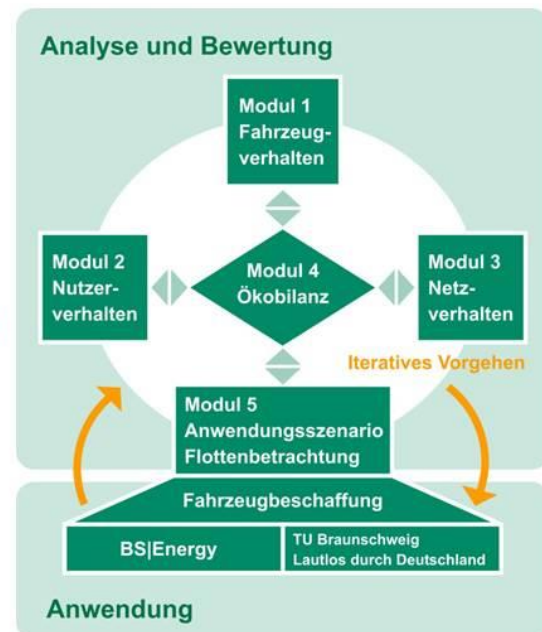 Analyse und Bewertung
Modul 1
Fahrzeug-
verhalten
Modul 2
Nutzer-
verhalten
Modul 4
Ökobilanz
Modul 3
Netz-
verhalten
Iteratives Vorgehen
Modul 5
Anwendungsszenario
Flottenbetrachtung
Fahrzeugbeschaffung
BS|Energy
TU Braunschweig
Lautlos durch Deutschland
Anwendung